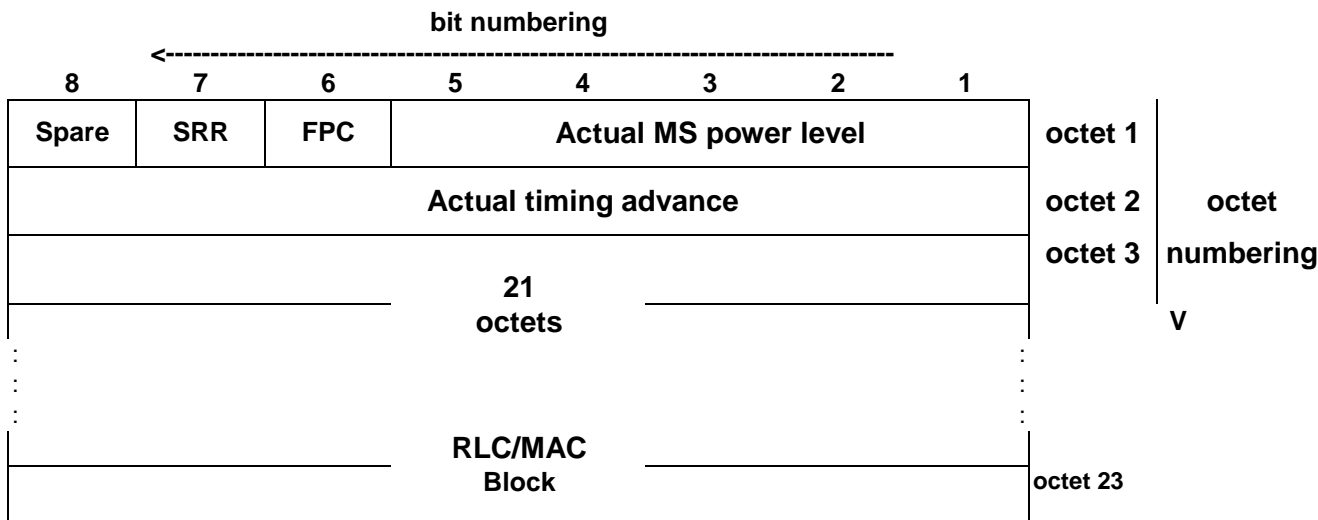 bit numbering
<---------------------------------------------------------------------------------
8 7 6 5 4 3 2 1
Spare SRR FPC Actual MS power level octet 1
Actual timing advance octet 2 octet
octet 3 numbering
21
octets
V
: :
: :
: :
RLC/MAC
Block octet 23